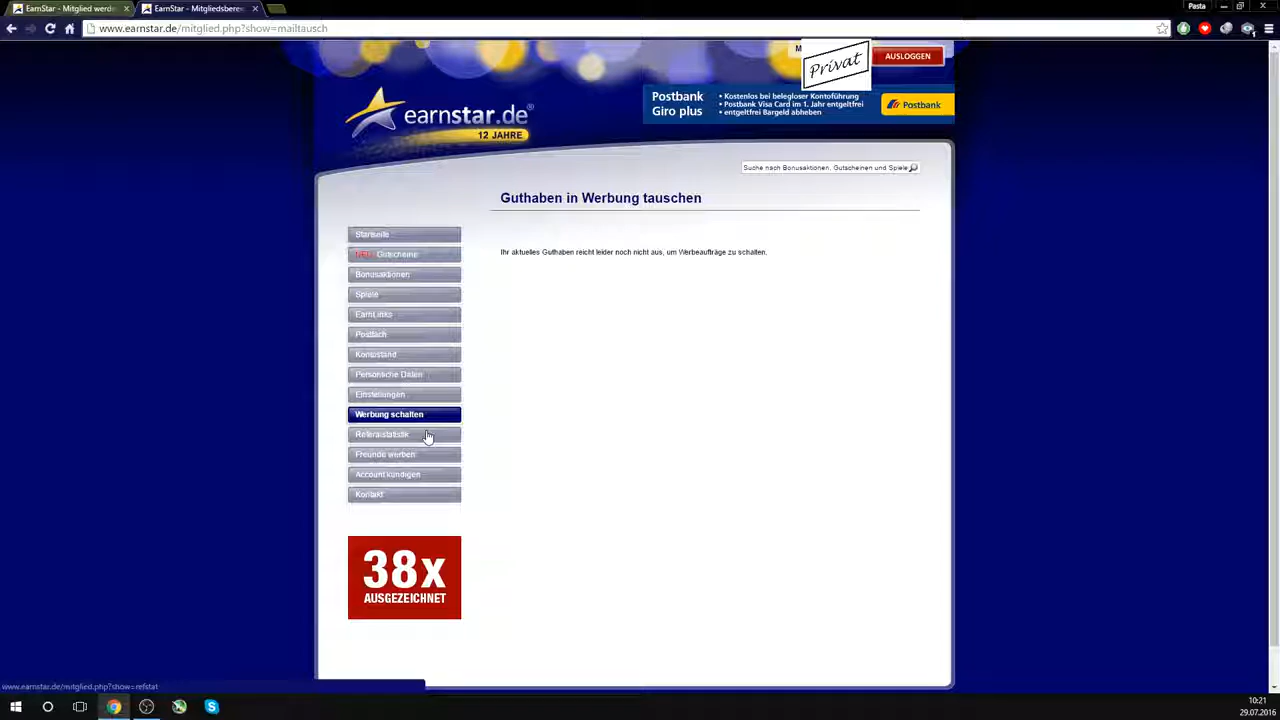 EarnStar - Mitglied werd
EarnStar - Mitgliedsbere
Pasta
www.earnstar.de/mitglied.php?show=mailtausch
M
Privat
AUSLOGGEN
Postbank
Giro plus
• Kostenlos bei belegloser Kontoführung
• Postbank Visa Card im 1. Jahr entgeltfrei
• entgeltfrei Bargeld abheben
Postbank
earnstar.de®
12 JAHRE
Suche nach Bonusaktionen, Gutscheinen und Spiele
Guthaben in Werbung tauschen
Ihr aktuelles Guthaben reicht leider noch nicht aus, um Werbeaufträge zu schalten.
Startseite
NEU: Gutscheine
Bonusaktionen
Spiele
EarnLinks
Postfach
Kontostand
Persönliche Daten
Einstellungen
Werbung schalten
Referalstatistik
Freunde werben
Account kündigen
Kontakt
38x
AUSGEZEICHNET
www.earnstar.de/mitglied.php?show=refstat
10:21
29.07.2016